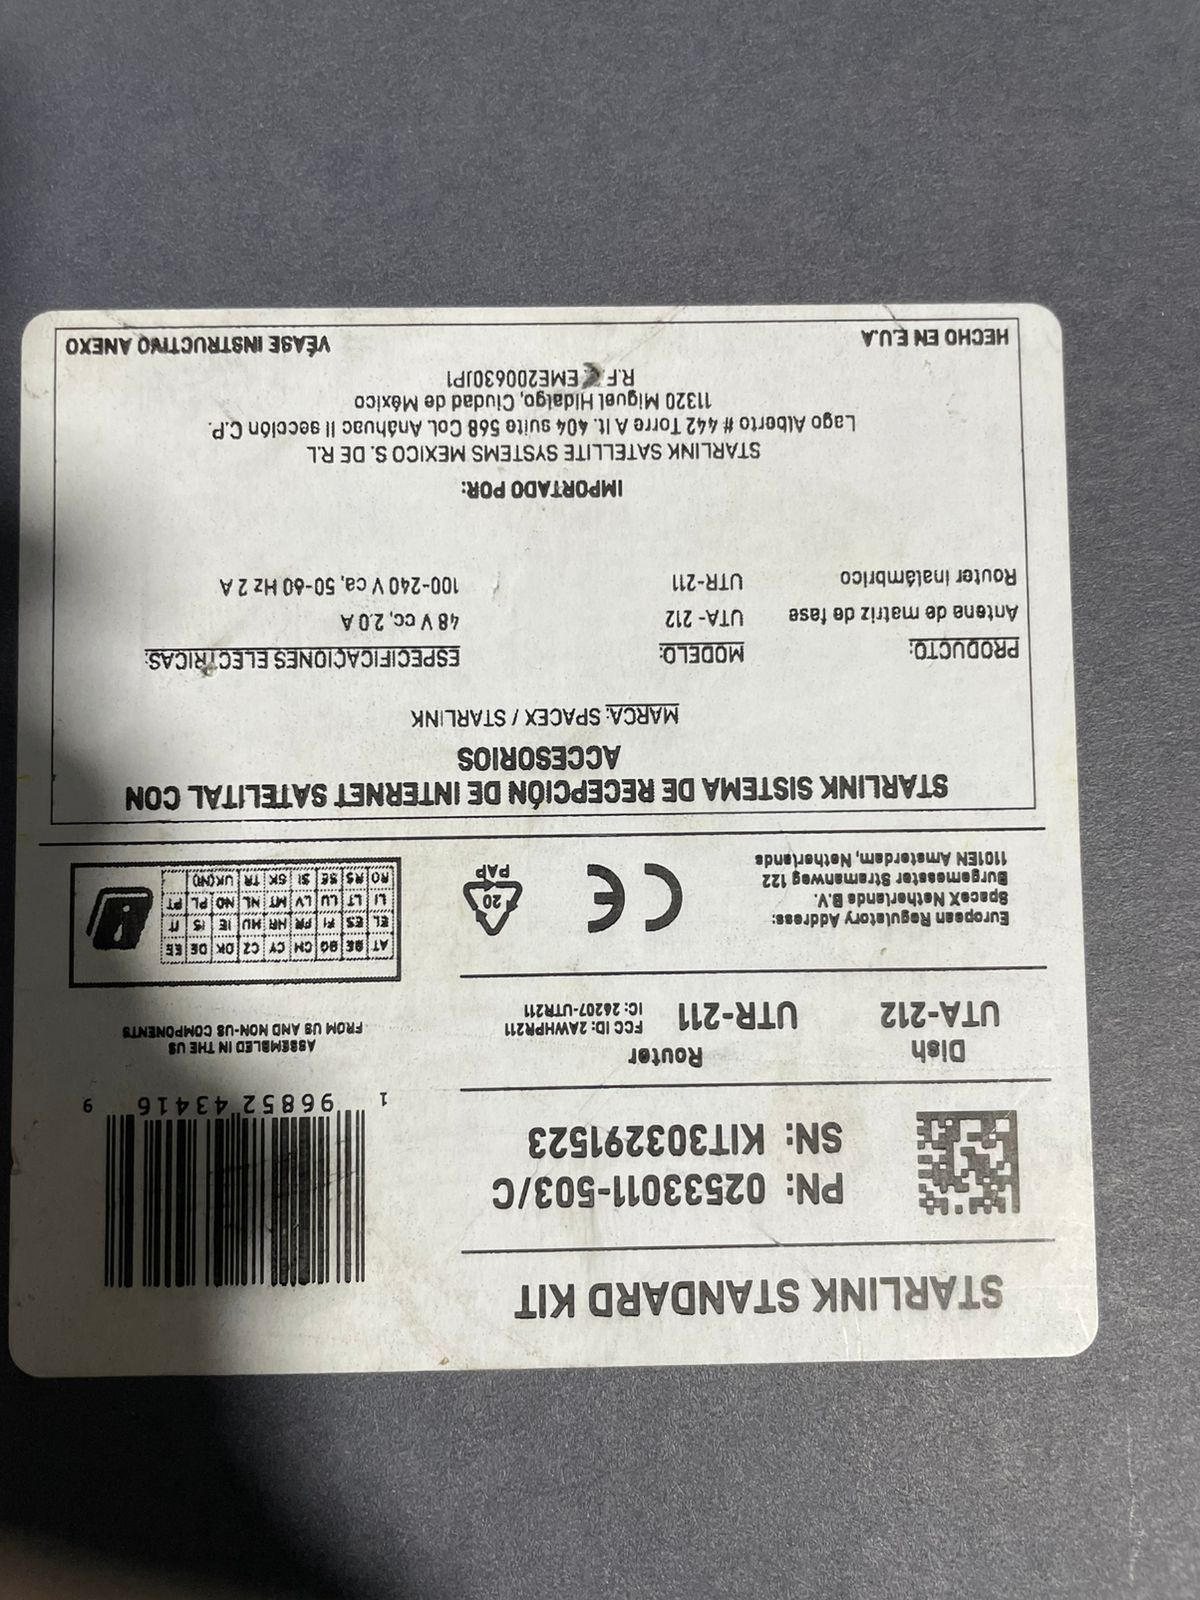 STARLINK STANDARD KIT
PN: 02533011-503/C
SN: KIT303291523
1 96852 43416 9
Dish
UTA-212
Router
UTR-211
FCC ID: 2AWHPR211
IC: 26207-UTR211
ASSEMBLED IN THE US
FROM US AND NON-US COMPONENTS
European Regulatory Address:
SpaceX Netherlands B.V.
Burgemeester Stramanweg 122
1101EN Amsterdam, Netherlands
CE
20
PAP
AT BE BG CH CY CZ DK DE EE
EL ES FI FR HR HU IE IS IT
LI LT LU LV MT NL NO PL PT
RO RS SE SI SK TR UK(NI)
STARLINK SISTEMA DE RECEPCIÓN DE INTERNET SATELITAL CON
ACCESORIOS
MARCA: SPACEX / STARLINK
PRODUCTO: MODELO: ESPECIFICACIONES ELECTRICAS:
Antena de matriz de fase UTA- 212 48 V cc, 2.0 A
Router inalámbrico UTR-211 100-240 V ca, 50-60 Hz 2 A
IMPORTADO POR:
STARLINK SATELLITE SYSTEMS MEXICO S. DE R.L
Lago Alberto # 442 Torre A It. 404 suite 568 Col. Anáhuac II sección C.P.
11320 Miguel Hidalgo, Ciudad de México
EME200630JP1
HECHO EN E.U.A VÉASE INSTRUCTIVO ANEXO